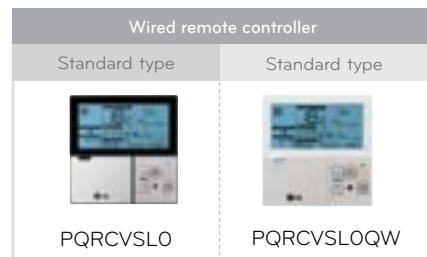 Wired remote controller
Standard type
Standard type
PQRCVSL0
PQRCVSL0QW